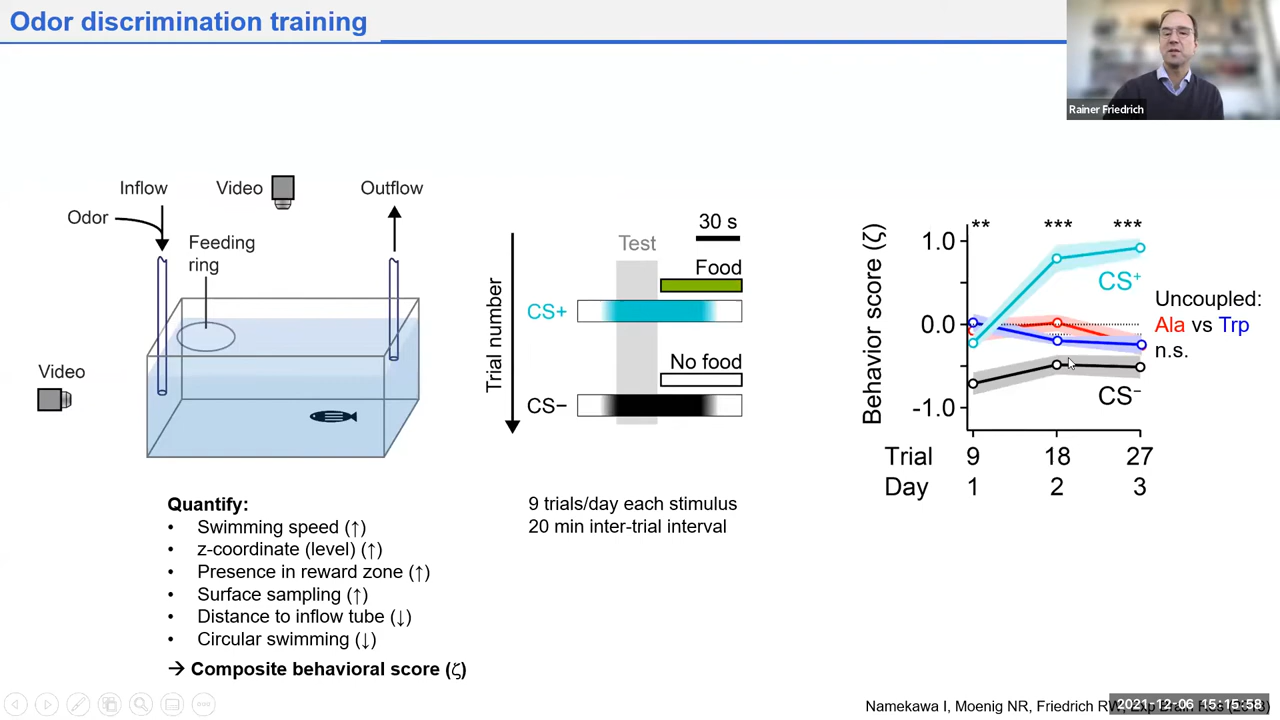 Odor discrimination training
Rainer Friedrich
Inflow
Video
Outflow
Odor
Feeding
ring
Video
Quantify:
• Swimming speed (↑)
• z-coordinate (level) (↑)
• Presence in reward zone (↑)
• Surface sampling (↑)
• Distance to inflow tube (↓)
• Circular swimming (↓)
→ Composite behavioral score (ζ)
30 s
Test
Food
CS+
No food
CS−
Trial number
9 trials/day each stimulus
20 min inter-trial interval
** *** ***
Behavior score (ζ)
1.0
0.0
-1.0
CS+
CS−
Uncoupled:
Ala vs Trp
n.s.
Trial 9 18 27
Day 1 2 3
Namekawa I, Moenig NR, Friedrich RW,
2021-12-06 15:15:58